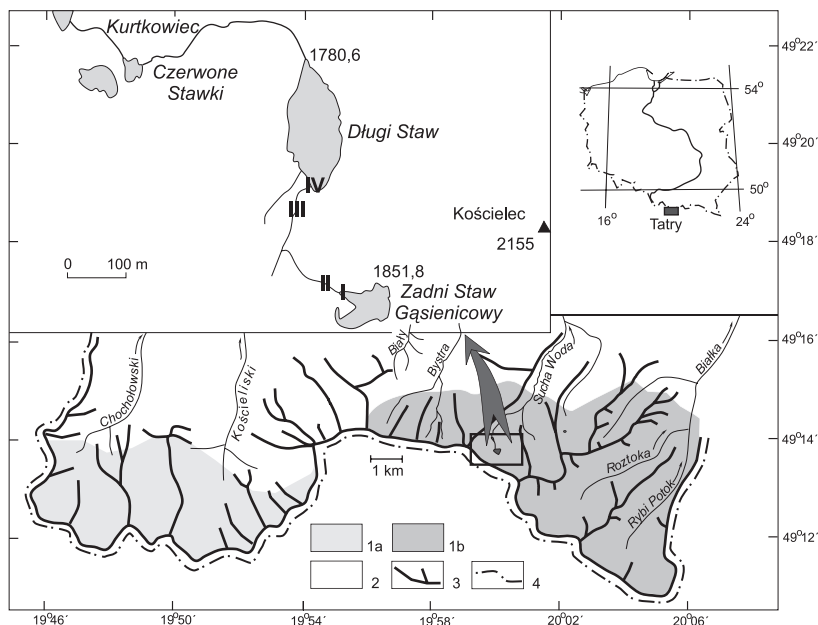 Kurtkowiec
Czerwone
Stawki
1780,6
Długi Staw
IV
III
Kościelec
2155
0 100 m
II
I
1851,8
Zadni Staw
Gąsienicowy
54°
50°
16°
24°
Tatry
49°22´
49°20´
49°18´
49°16´
49°14´
49°12´
Chochołowski
Kościeliski
Biały
Bystra
Sucha Woda
Białka
Roztoka
Rybi Potok
1 km
1a
1b
2
3
4
19°46´
19°50´
19°54´
19°58´
20°02´
20°06´